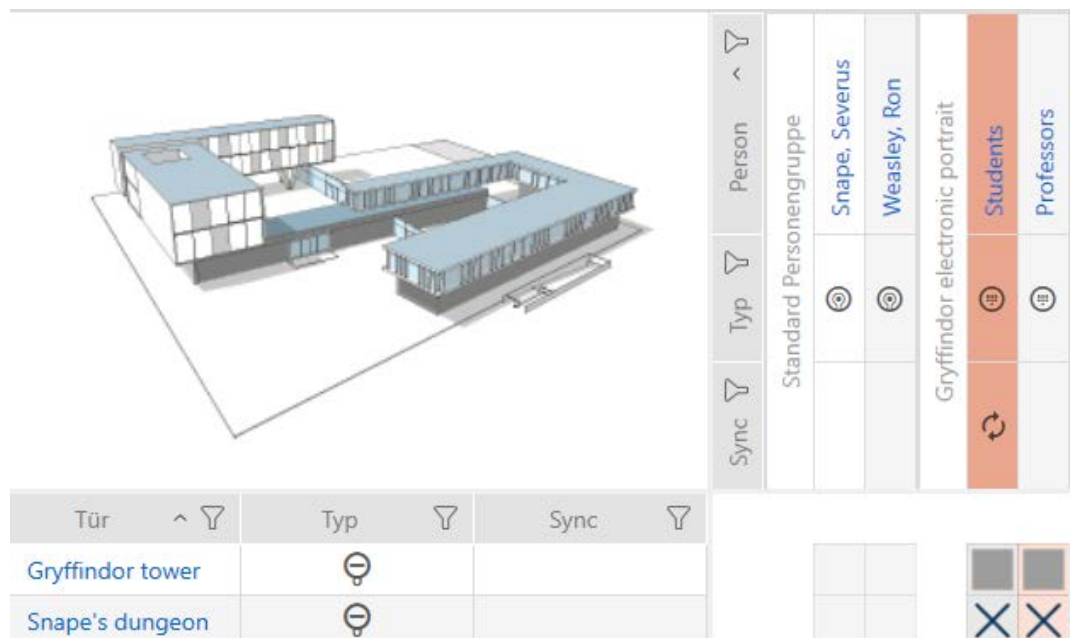 Person
Typ
Sync
Standard Personengruppe
Snape, Severus
Weasley, Ron
Gryffindor electronic portrait
Students
Professors
Tür
Typ
Sync
Gryffindor tower
Snape's dungeon